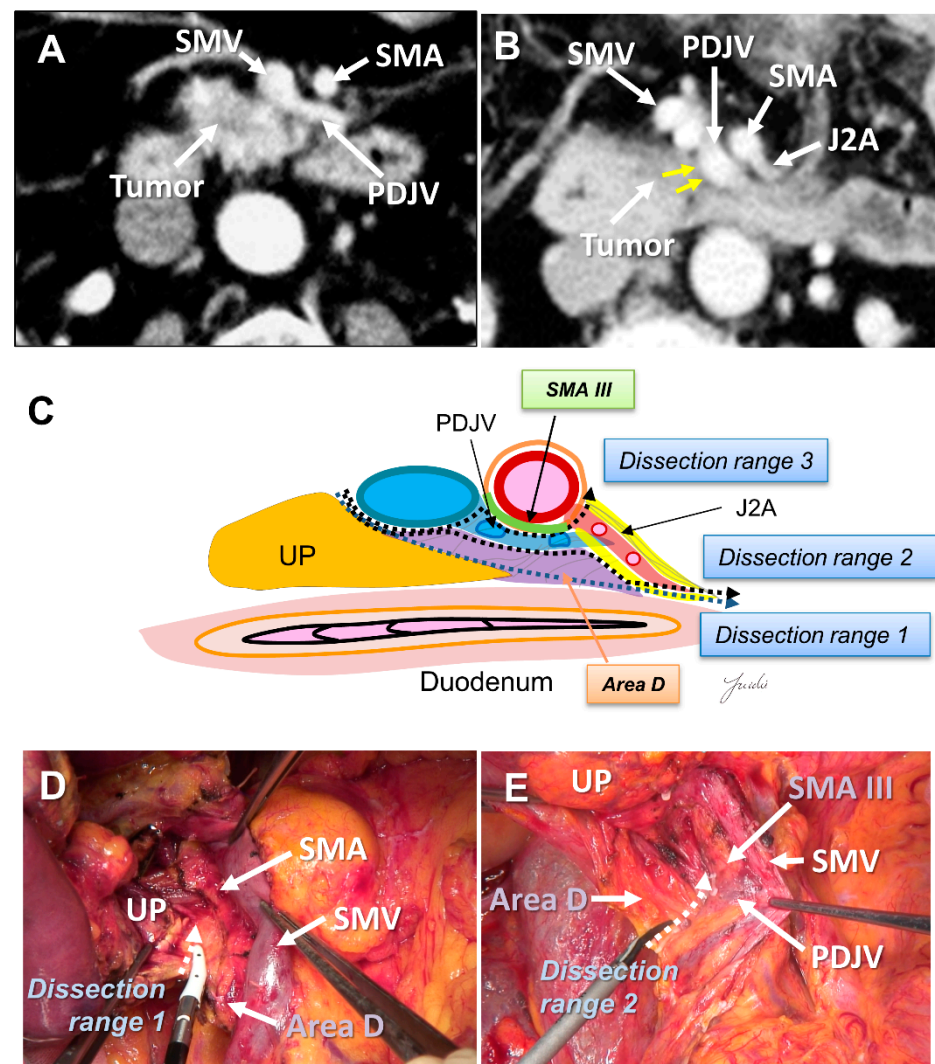 A
SMV
SMA
Tumor
PDJV
B
SMV
PDJV
SMA
J2A
Tumor
C
SMA III
PDJV
Dissection range 3
J2A
UP
Dissection range 2
Dissection range 1
Duodenum
Area D
D
SMA
UP
SMV
Dissection
range 1
Area D
E
UP
SMA III
SMV
Area D
PDJV
Dissection
range 2